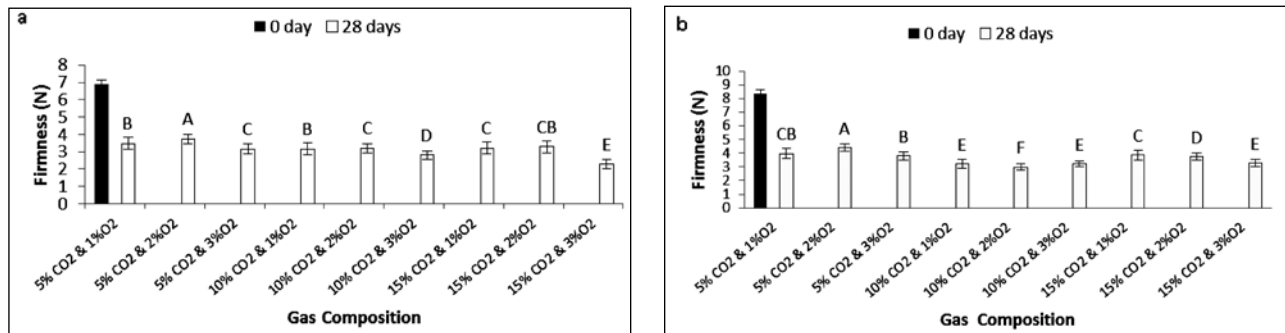 a
■ 0 day □ 28 days
Firmness (N)
8
7
6
5
4
3
2
1
0
B
A
C
B
C
D
C
CB
E
5% CO2 & 1%O2
5% CO2 & 2%O2
5% CO2 & 3%O2
10% CO2 & 1%O2
10% CO2 & 2%O2
10% CO2 & 3%O2
15% CO2 & 1%O2
15% CO2 & 2%O2
15% CO2 & 3%O2
Gas Composition
b
■ 0 day □ 28 days
Firmness (N)
10
9
8
7
6
5
4
3
2
1
0
CB
A
B
E
F
E
C
D
E
5% CO2 & 1%O2
5% CO2 & 2%O2
5% CO2 & 3%O2
10% CO2 & 1%O2
10% CO2 & 2%O2
10% CO2 & 3%O2
15% CO2 & 1%O2
15% CO2 & 2%O2
15% CO2 & 3%O2
Gas Composition